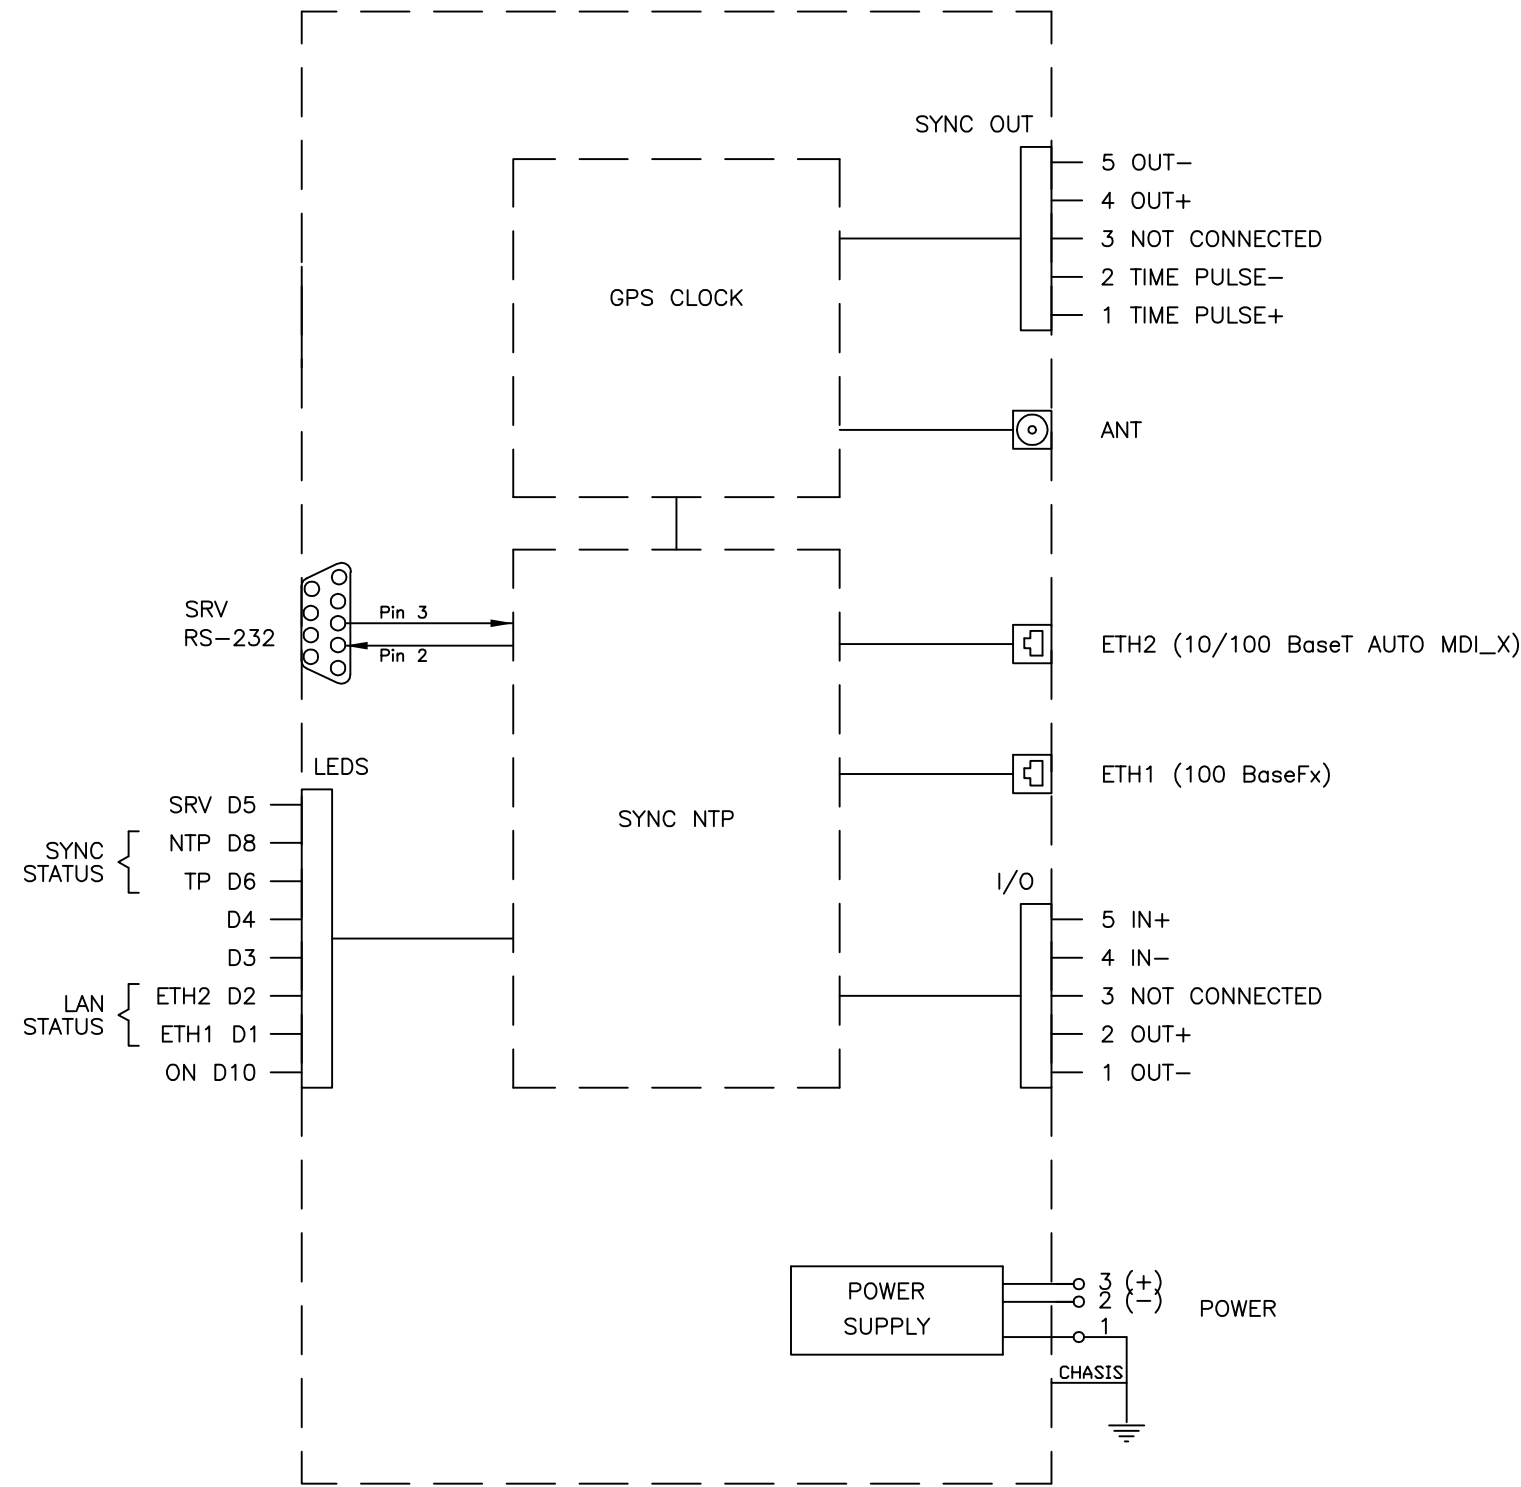 SYNC OUT
5 OUT-
4 OUT+
3 NOT CONNECTED
2 TIME PULSE-
1 TIME PULSE+
GPS CLOCK
ANT
SRV
RS-232
Pin 3
Pin 2
ETH2 (10/100 BaseT AUTO MDI_X)
ETH1 (100 BaseFx)
LEDS
SRV D5
NTP D8
TP D6
SYNC
STATUS
D4
D3
ETH2 D2
ETH1 D1
LAN
STATUS
ON D10
SYNC NTP
I/O
5 IN+
4 IN-
3 NOT CONNECTED
2 OUT+
1 OUT-
POWER
SUPPLY
3 (+)
2 (-)
1
POWER
CHASIS